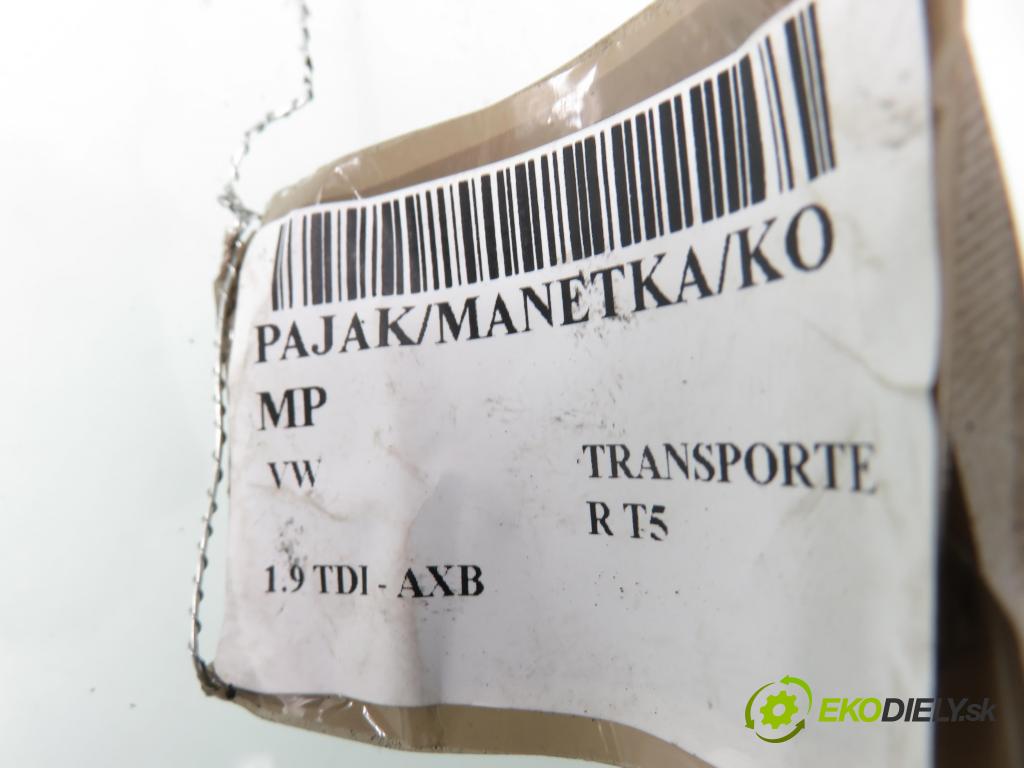 PAJAK/MANETKA/KO
MP
VW
TRANSPORTE
R T5
1.9 TDI - AXB
EKODIELY.sk